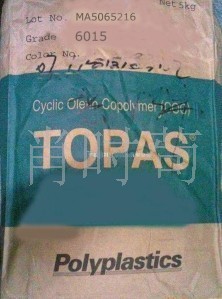 Net 5kg
Lot No. MA5065216
Grade 6015
Color No.
Cyclic Olefin Copolymer (COC)
TOPAS
Polyplastics